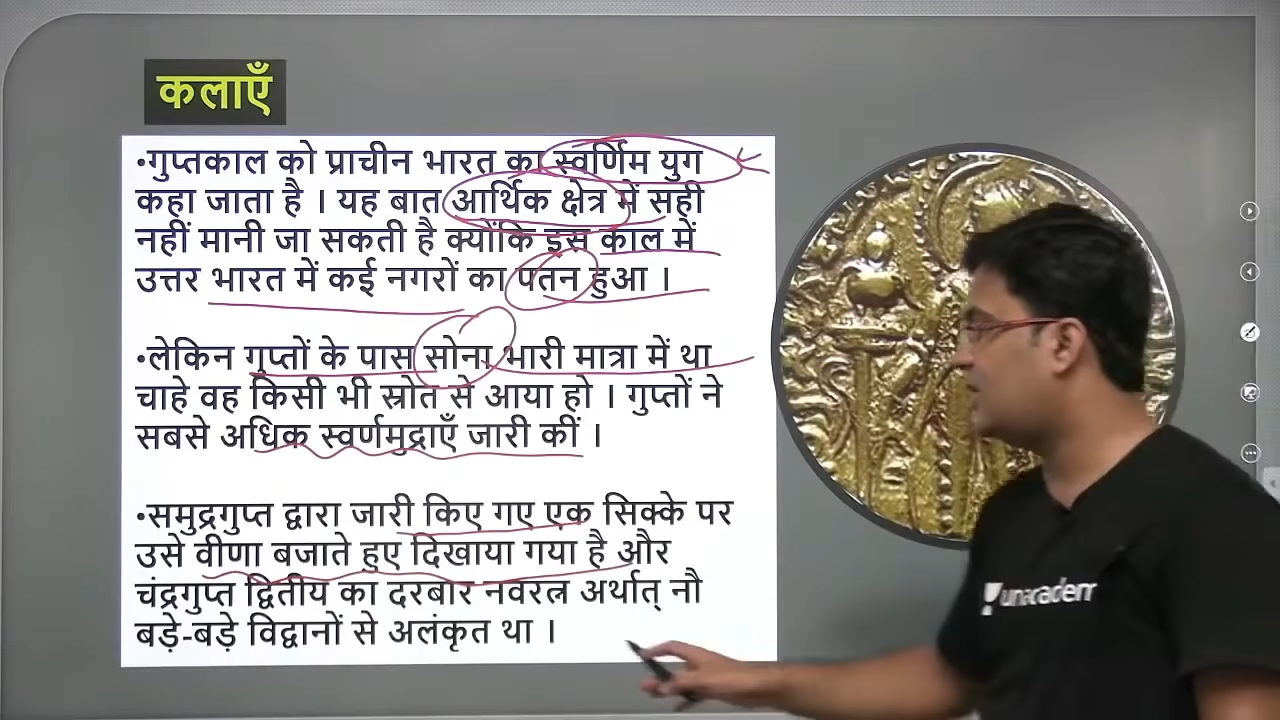 कलाएँ
•गुप्तकाल को प्राचीन भारत का स्वर्णिम युग
कहा जाता है । यह बात आर्थिक क्षेत्र में सही
नहीं मानी जा सकती है क्योंकि इस काल में
उत्तर भारत में कई नगरों का पतन हुआ ।
•लेकिन गुप्तों के पास सोना भारी मात्रा में था
चाहे वह किसी भी स्रोत से आया हो । गुप्तों ने
सबसे अधिक स्वर्णमुद्राएँ जारी कीं ।
•समुद्रगुप्त द्वारा जारी किए गए एक सिक्के पर
उसे वीणा बजाते हुए दिखाया गया है और
चंद्रगुप्त द्वितीय का दरबार नवरत्न अर्थात् नौ
बड़े-बड़े विद्वानों से अलंकृत था ।
unacadem